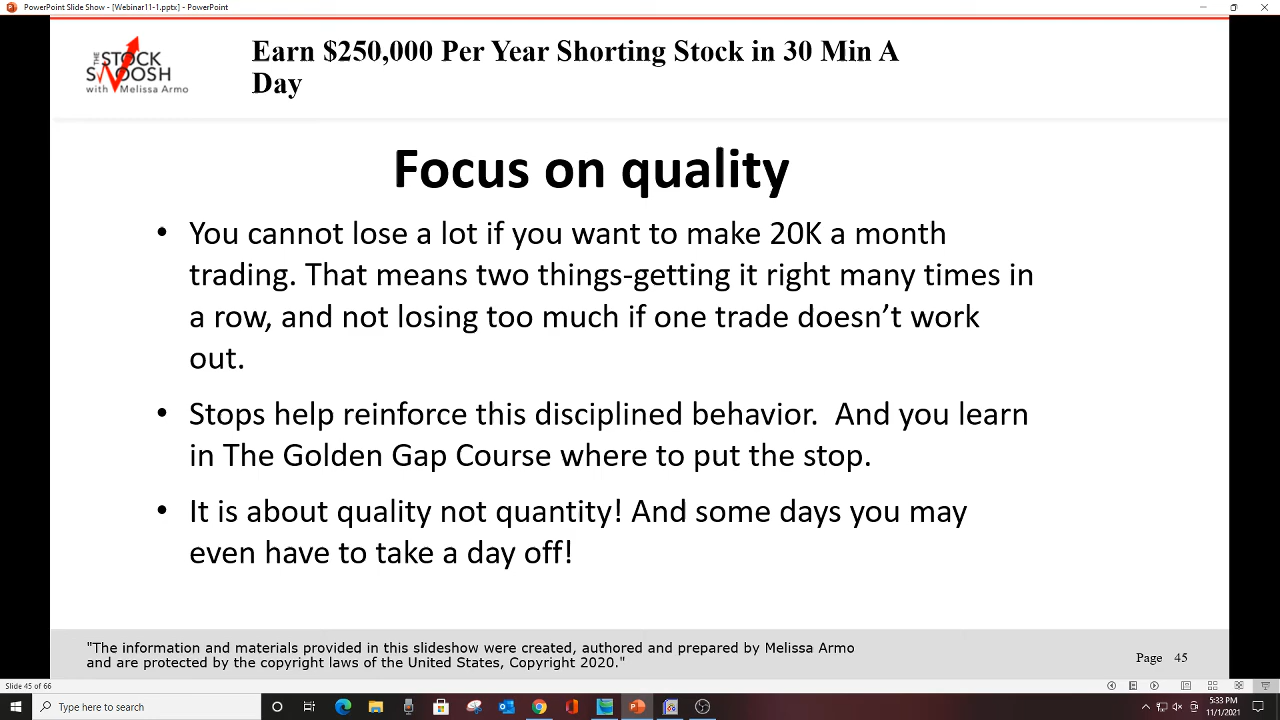 PowerPoint Slide Show - [Webinar11-1.pptx] - PowerPoint
THE
STOCK
SWOOSH
with Melissa Armo
Earn $250,000 Per Year Shorting Stock in 30 Min A
Day
Focus on quality
• You cannot lose a lot if you want to make 20K a month
trading. That means two things-getting it right many times in
a row, and not losing too much if one trade doesn’t work
out.
• Stops help reinforce this disciplined behavior.  And you learn
in The Golden Gap Course where to put the stop.
• It is about quality not quantity! And some days you may
even have to take a day off!
"The information and materials provided in this slideshow were created, authored and prepared by Melissa Armo
and are protected by the copyright laws of the United States, Copyright 2020."
Page 45
Slide 45 of 66
Type here to search
5:33 PM
11/1/2021